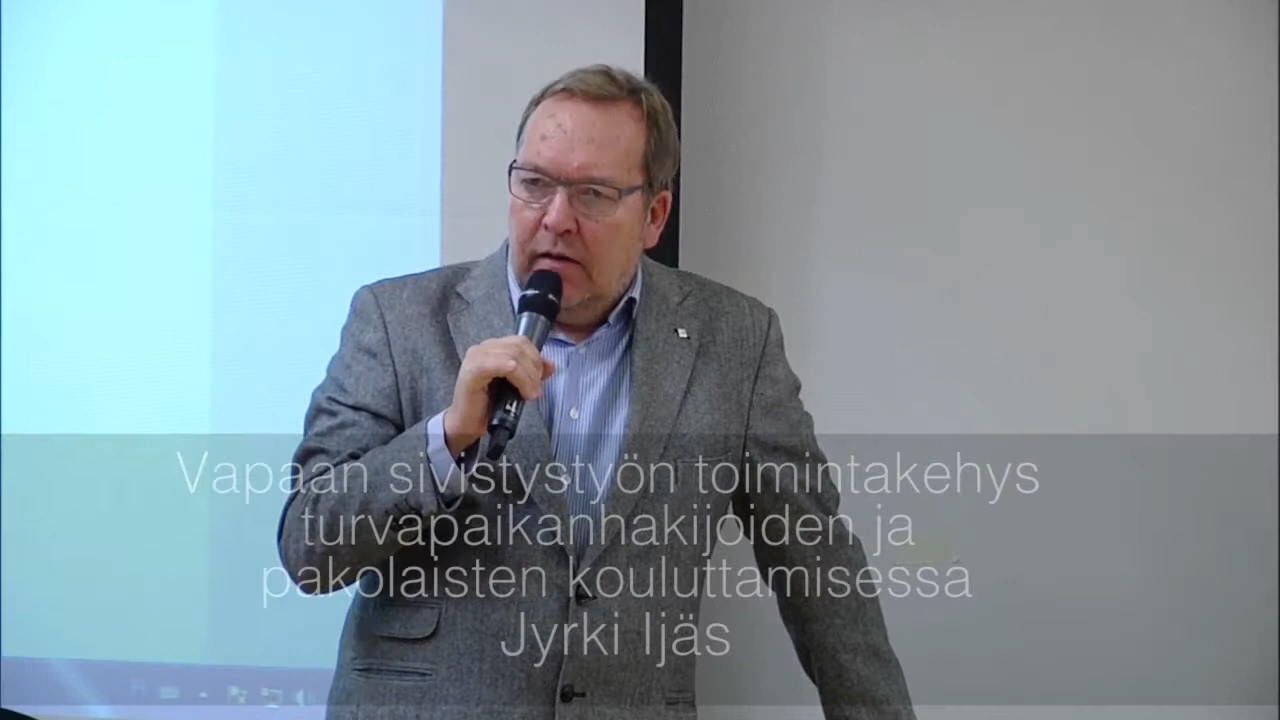 Vapaan sivistystyön toimintakehys
turvapaikanhakijoiden ja
pakolaisten kouluttamisessa
Jyrki Ijäs